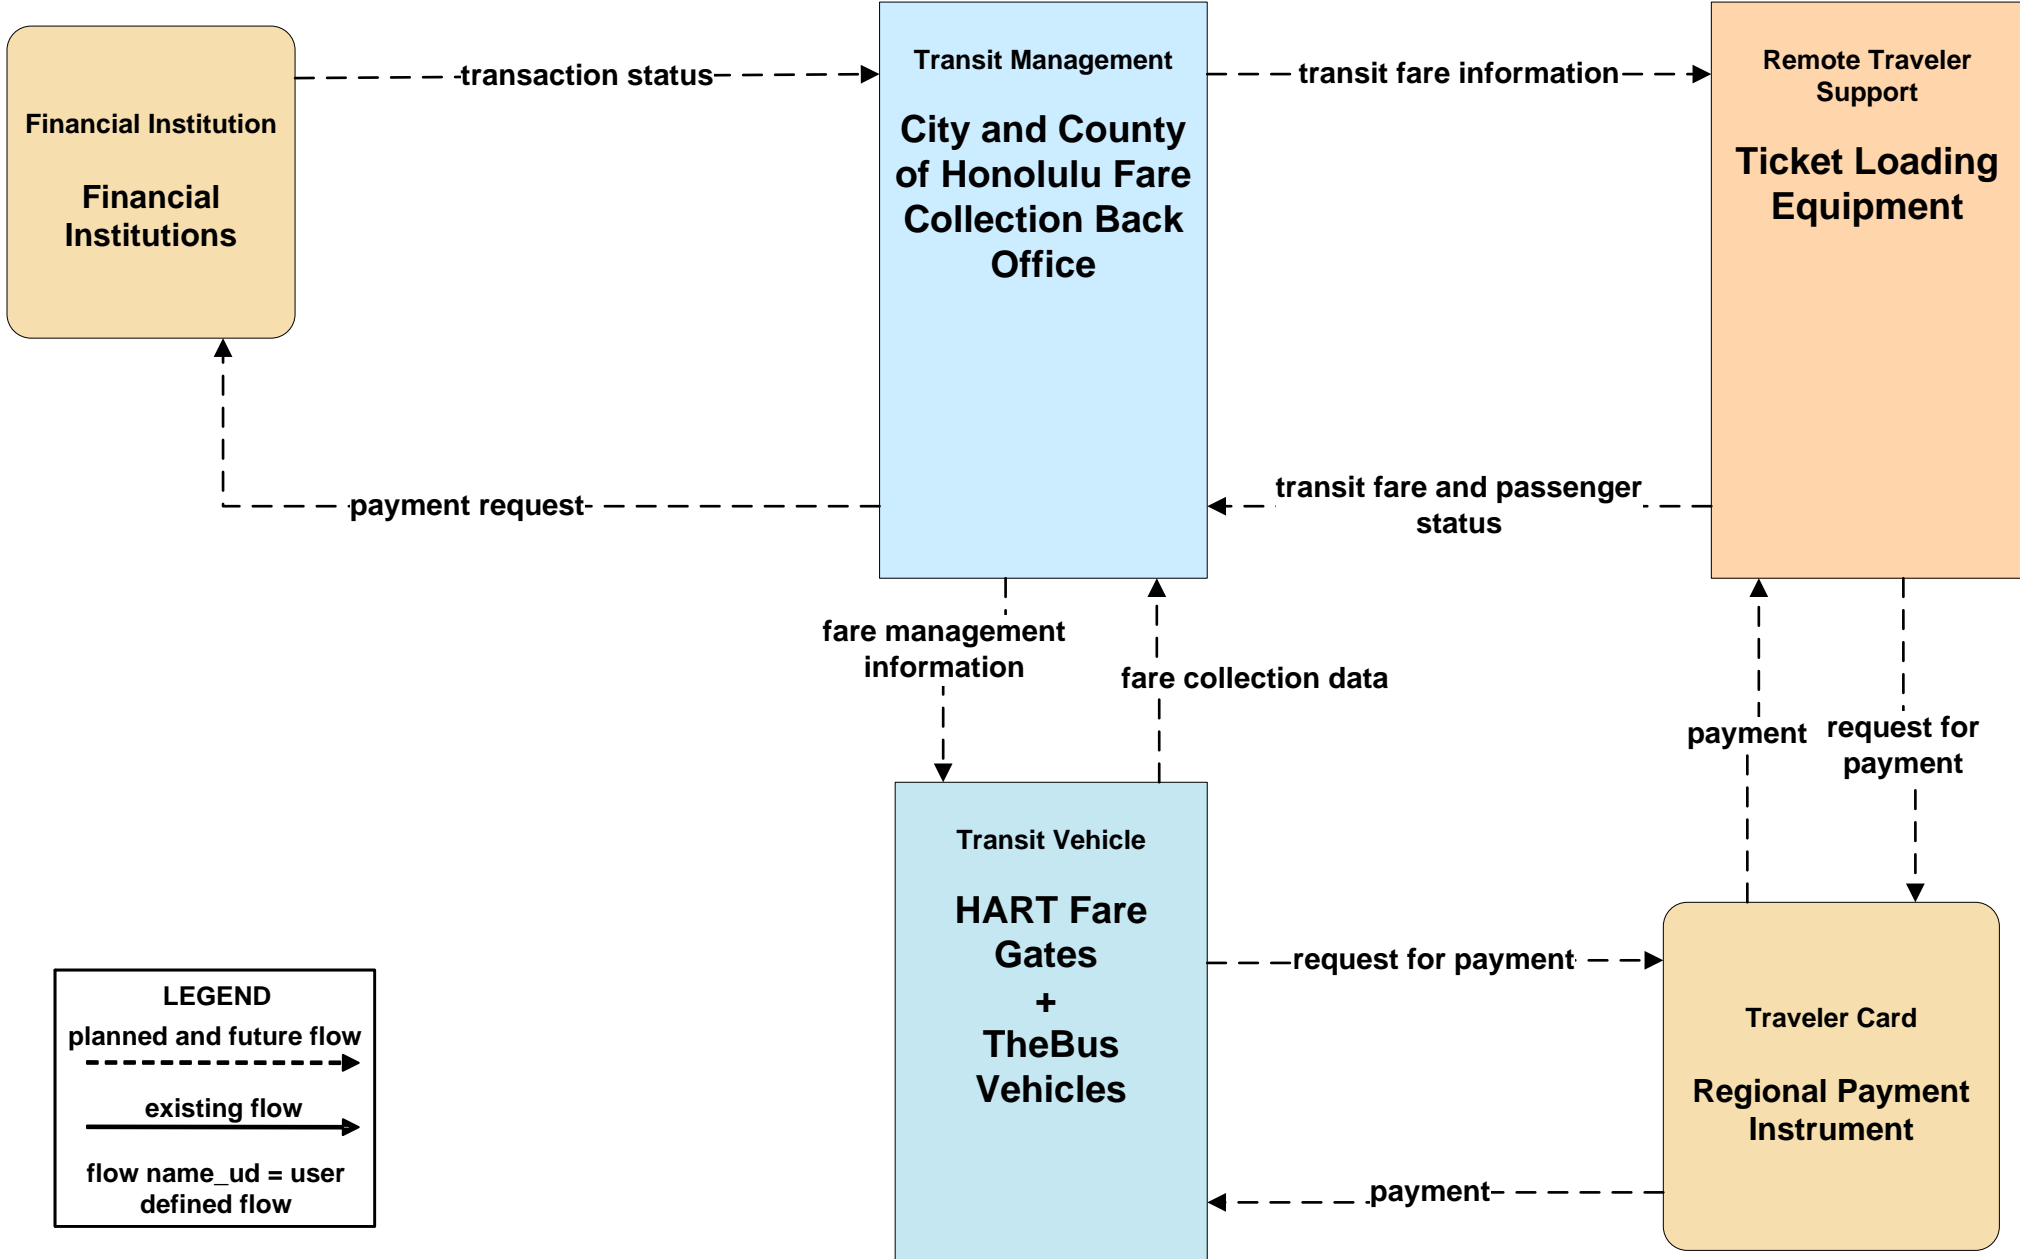 Financial Institution
Financial
Institutions
transaction status
Transit Management
City and County
of Honolulu Fare
Collection Back
Office
transit fare information
Remote Traveler
Support
Ticket Loading
Equipment
payment request
transit fare and passenger
status
fare management
information
fare collection data
payment
request for
payment
Transit Vehicle
HART Fare
Gates
+
TheBus
Vehicles
request for payment
Traveler Card
Regional Payment
Instrument
payment
LEGEND
planned and future flow
existing flow
flow name_ud = user
defined flow